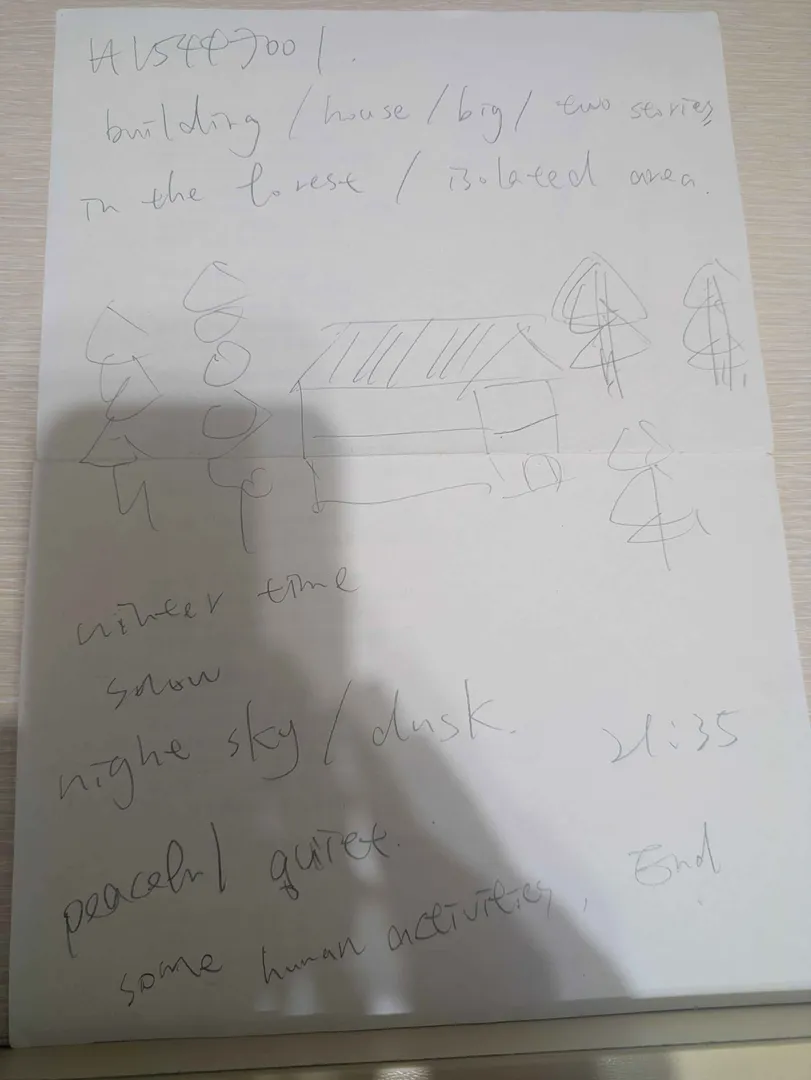 H15447001.
building / house / big / two stories
in the forest / isolated area.
winter time
snow
nighe sky / dusk.
21:35
peaceful quiet.
End
some human activities,